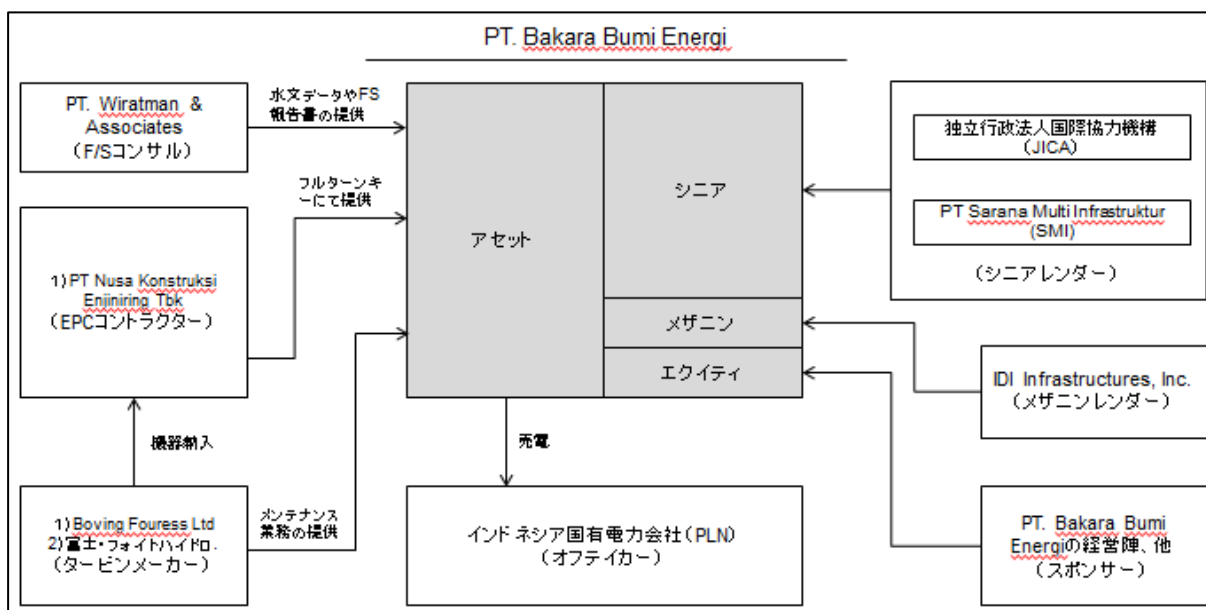 PT. Bakara Bumi Energi
PT. Wiratman &
Associates
(F/Sコンサル)
水文データやFS
報告書の提供
フルターンキ
ーにて提供
1)PT Nusa Konstruksi
Enjiniring Tbk
(EPCコントラクター)
機器納入
1)Boving Fouress Ltd
2)富士・フォイトハイドロ.
(タービンメーカー)
メンテナンス
業務の提供
アセット
シニア
メザニン
エクイティ
売電
インドネシア国有電力会社(PLN)
(オフテイカー)
独立行政法人国際協力機構
(JICA)
PT Sarana Multi Infrastruktur
(SMI)
(シニアレンダー)
IDI Infrastructures, Inc.
(メザニンレンダー)
PT. Bakara Bumi
Energiの経営陣、他
(スポンサー)